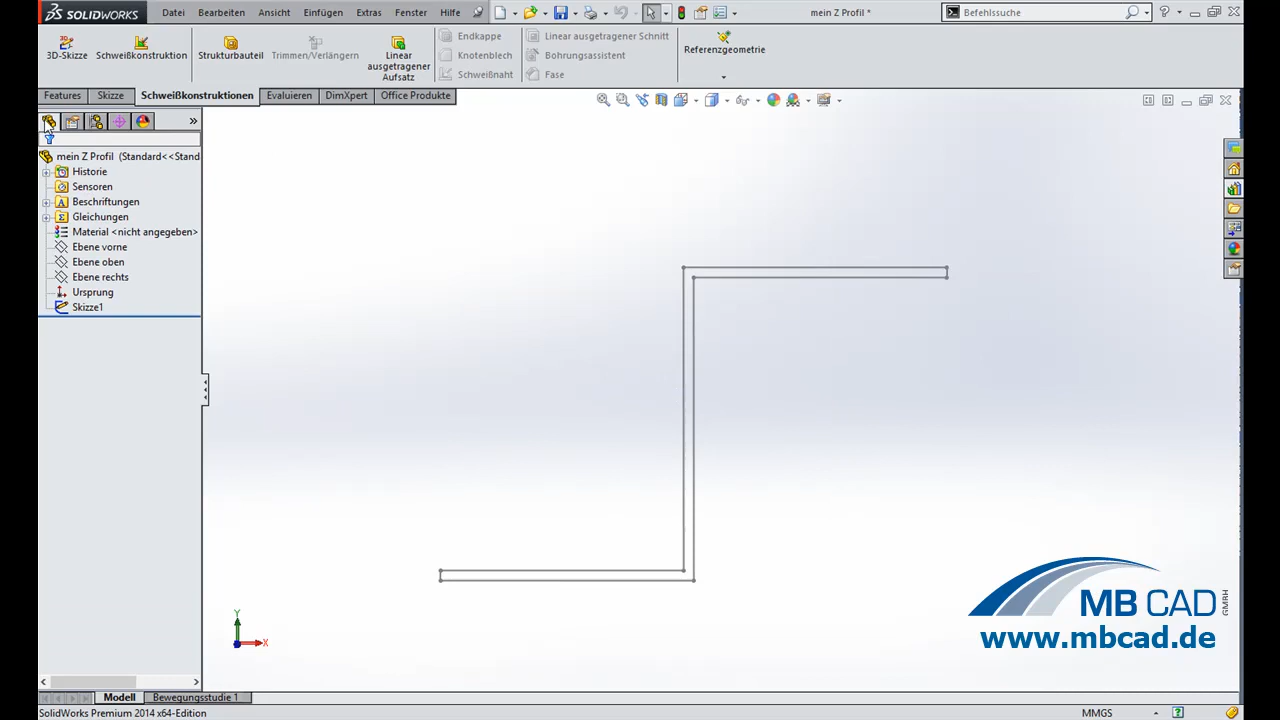 SOLIDWORKS
Datei Bearbeiten Ansicht Einfügen Extras Fenster Hilfe
mein Z Profil *
Befehlssuche
3D-Skizze
Schweißkonstruktion
Strukturbauteil
Trimmen/Verlängern
Linear
ausgetragener
Aufsatz
Endkappe
Knotenblech
Schweißnaht
Linear ausgetragener Schnitt
Bohrungsassistent
Fase
Referenzgeometrie
Features Skizze Schweißkonstruktionen Evaluieren DimXpert Office Produkte
mein Z Profil (Standard<<Stand
Historie
Sensoren
Beschriftungen
Gleichungen
Material <nicht angegeben>
Ebene vorne
Ebene oben
Ebene rechts
Ursprung
Skizze1
Y
X
MB CAD GMBH
www.mbcad.de
Modell Bewegungsstudie 1
SolidWorks Premium 2014 x64-Edition
MMGS